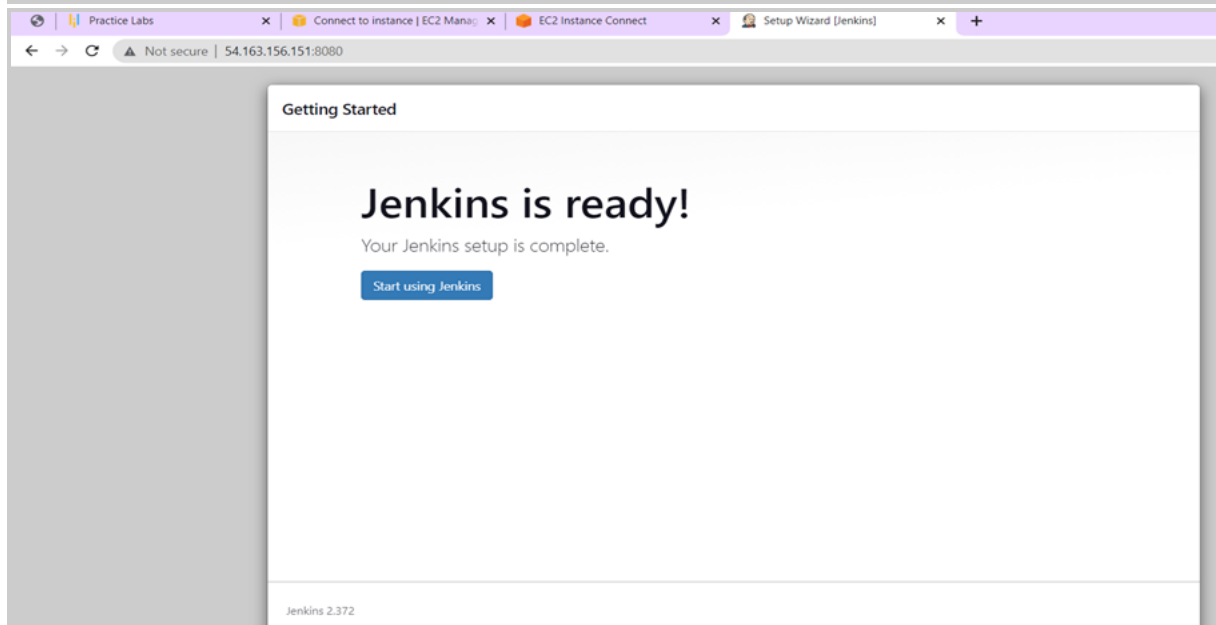 Practice Labs
Connect to instance | EC2 Manag
EC2 Instance Connect
Setup Wizard [Jenkins]
Not secure | 54.163.156.151:8080
Getting Started
Jenkins is ready!
Your Jenkins setup is complete.
Start using Jenkins
Jenkins 2.372